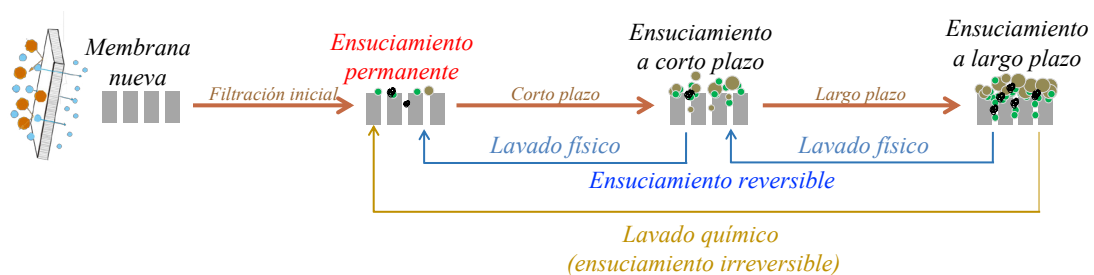 Membrana
nueva
Filtración inicial
Ensuciamiento
permanente
Corto plazo
Ensuciamiento
a corto plazo
Largo plazo
Ensuciamiento
a largo plazo
Lavado físico
Lavado físico
Ensuciamiento reversible
Lavado químico
(ensuciamiento irreversible)